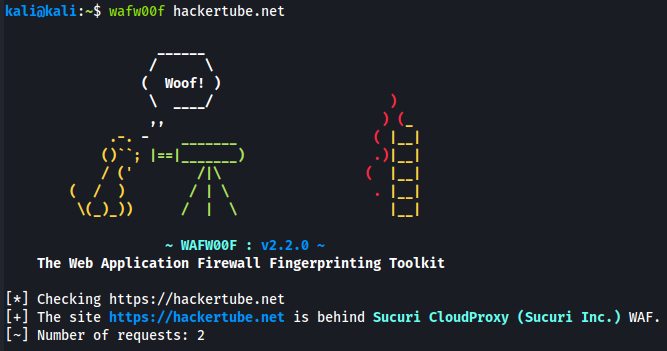 kali@kali:~$ wafw00f hackertube.net
Woof!
~ WAFW00F : v2.2.0 ~
The Web Application Firewall Fingerprinting Toolkit
[*] Checking https://hackertube.net
[+] The site https://hackertube.net is behind Sucuri CloudProxy (Sucuri Inc.) WAF.
[~] Number of requests: 2